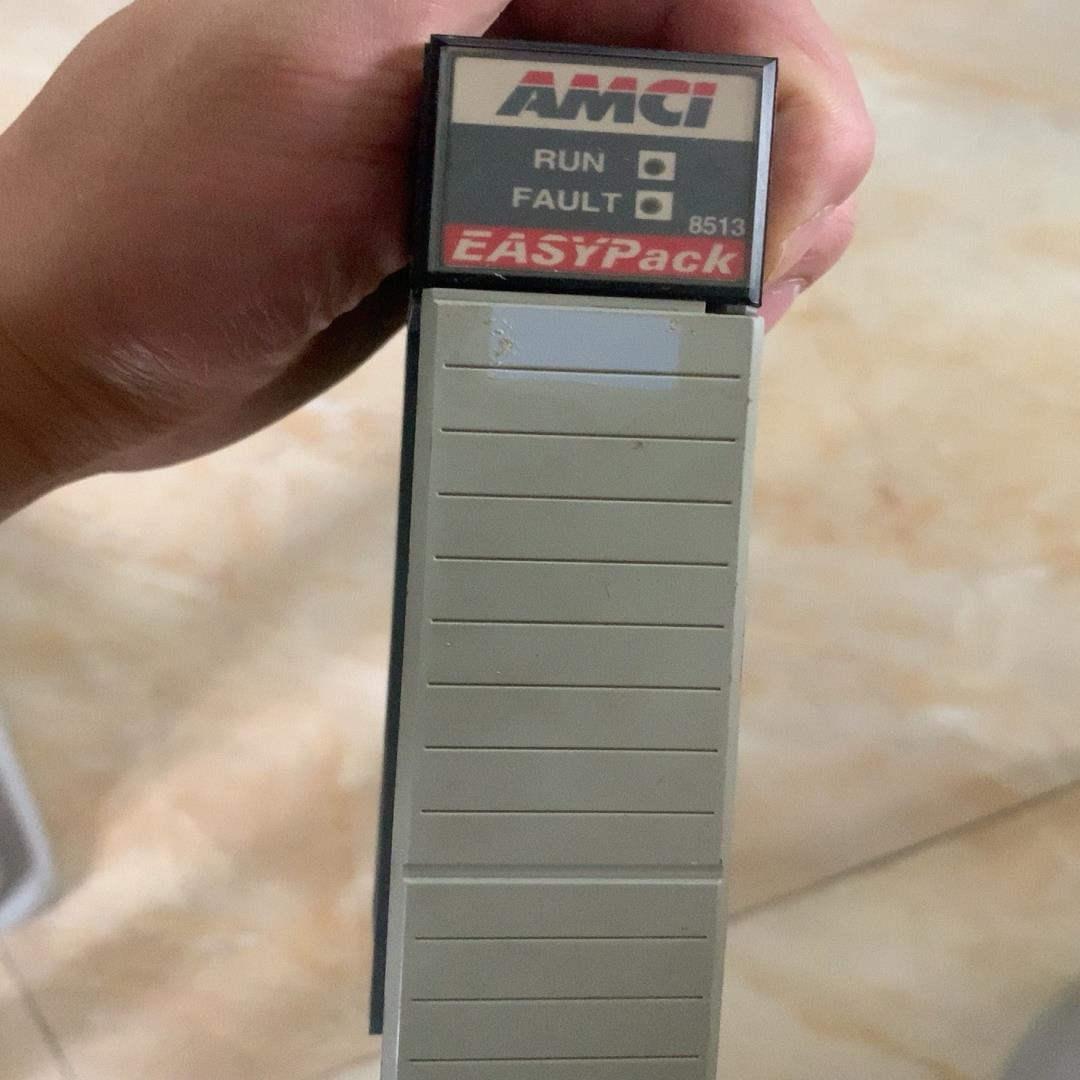 AMCI
RUN
FAULT
8513
EASYPack